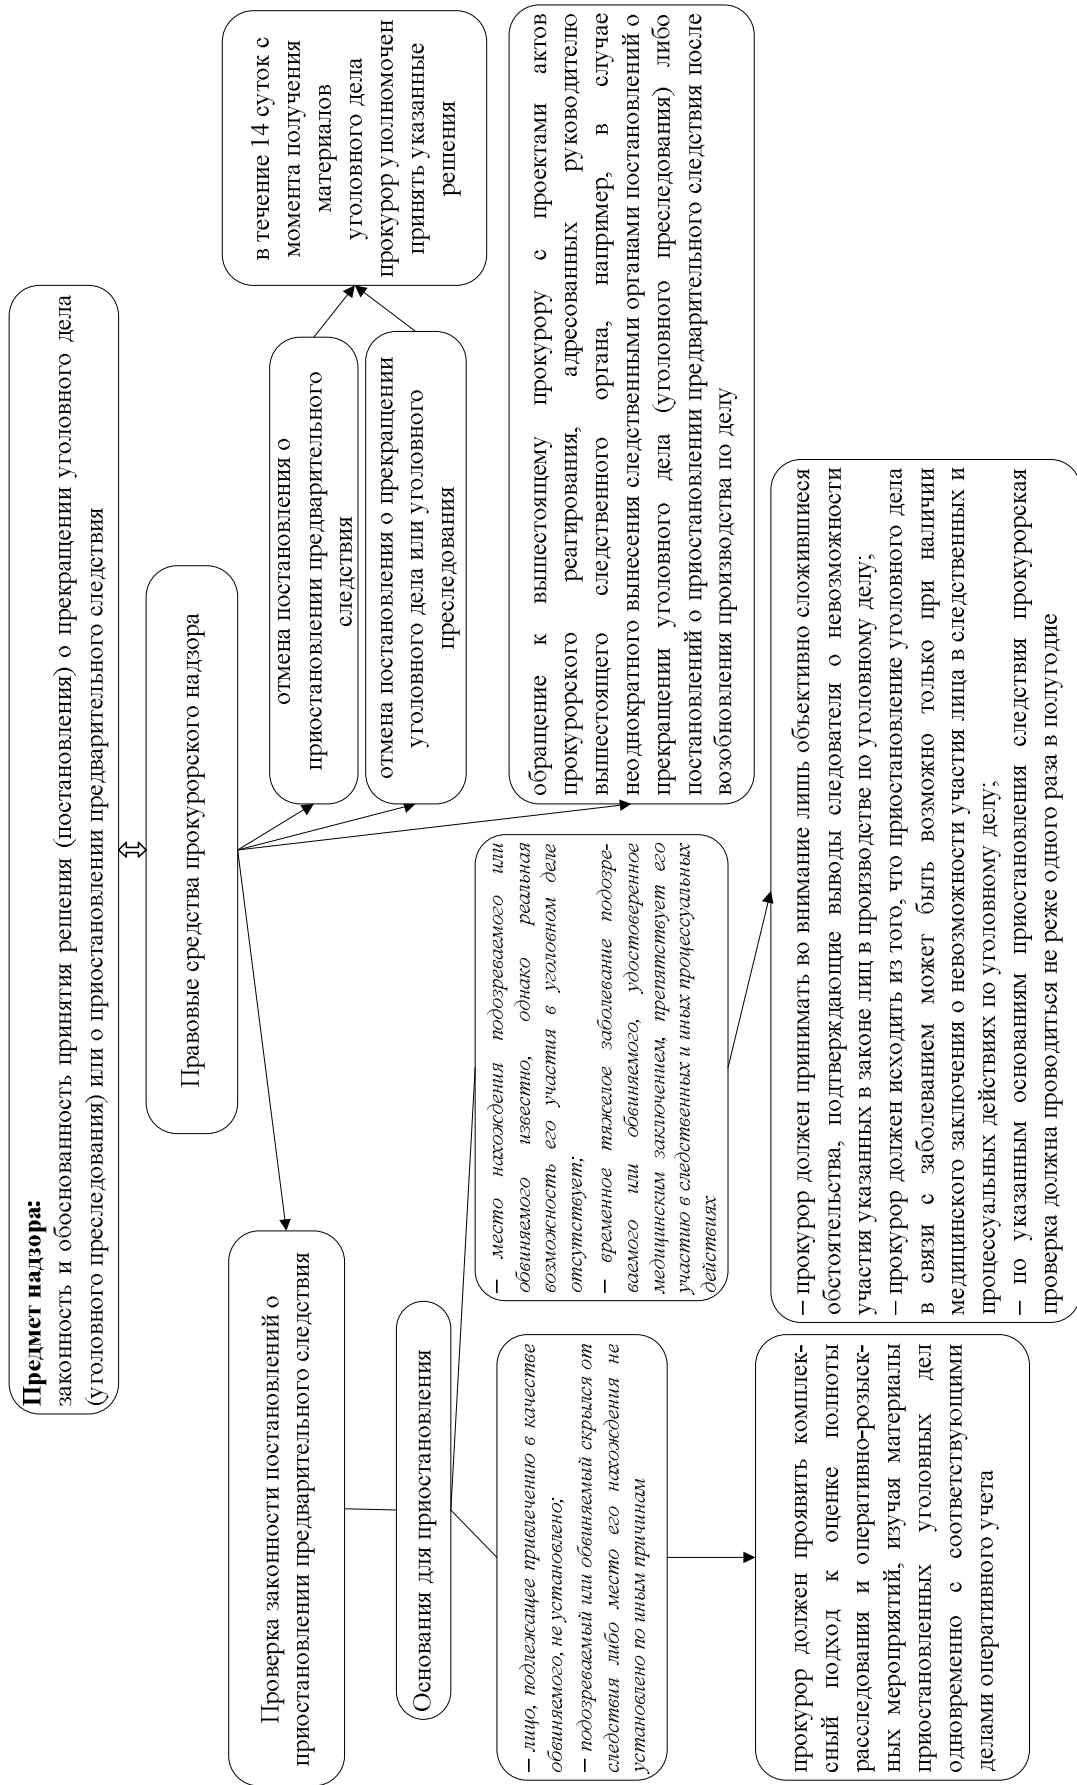 Предмет надзора:
законность и обоснованность принятия решения (постановления) о прекращении уголовного дела
(уголовного преследования) или о приостановлении предварительного следствия
Правовые средства прокурорского надзора
Проверка законности постановлений о
приостановлении предварительного следствия
Основания для приостановления
– лицо, подлежащее привлечению в качестве
обвиняемого, не установлено;
– подозреваемый или обвиняемый скрылся от
следствия либо место его нахождения не
установлено по иным причинам
прокурор должен проявить комплек-
сный подход к оценке полноты
расследования и оперативно-розыск-
ных мероприятий, изучая материалы
приостановленных уголовных дел
одновременно с соответствующими
делами оперативного учета
– место нахождения подозреваемого или
обвиняемого известно, однако реальная
возможность его участия в уголовном деле
отсутствует;
– временное тяжелое заболевание подозре-
ваемого или обвиняемого, удостоверенное
медицинским заключением, препятствует его
участию в следственных и иных процессуальных
действиях
– прокурор должен принимать во внимание лишь объективно сложившиеся
обстоятельства, подтверждающие выводы следователя о невозможности
участия указанных в законе лиц в производстве по уголовному делу;
– прокурор должен исходить из того, что приостановление уголовного дела
в связи с заболеванием может быть возможно только при наличии
медицинского заключения о невозможности участия лица в следственных и
процессуальных действиях по уголовному делу;
– по указанным основаниям приостановления следствия прокурорская
проверка должна проводиться не реже одного раза в полугодие
отмена постановления о
приостановлении предварительного
следствия
отмена постановления о прекращении
уголовного дела или уголовного
преследования
в течение 14 суток с
момента получения
материалов
уголовного дела
прокурор уполномочен
принять указанные
решения
обращение к вышестоящему прокурору с проектами актов
прокурорского реагирования, адресованных руководителю
вышестоящего следственного органа, например, в случае
неоднократного вынесения следственными органами постановлений о
прекращении уголовного дела (уголовного преследования) либо
постановлений о приостановлении предварительного следствия после
возобновления производства по делу